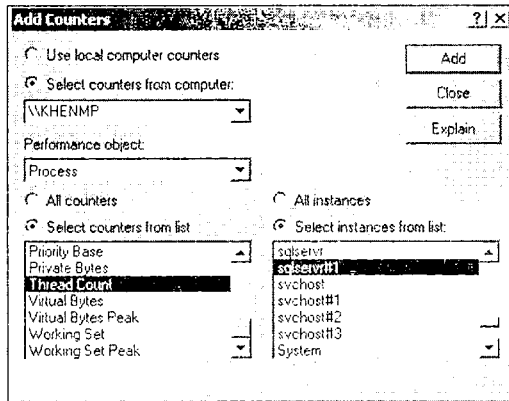 Add Counters
Use local computer counters
Select counters from computer:
\\KHENMP
Performance object:
Process
All counters
Select counters from list
Priority Base
Private Bytes
Thread Count
Virtual Bytes
Virtual Bytes Peak
Working Set
Working Set Peak
All instances
Select instances from list:
sqlservr
sqlservr#1
svchost
svchost#1
svchost#2
svchost#3
System
Add
Close
Explain